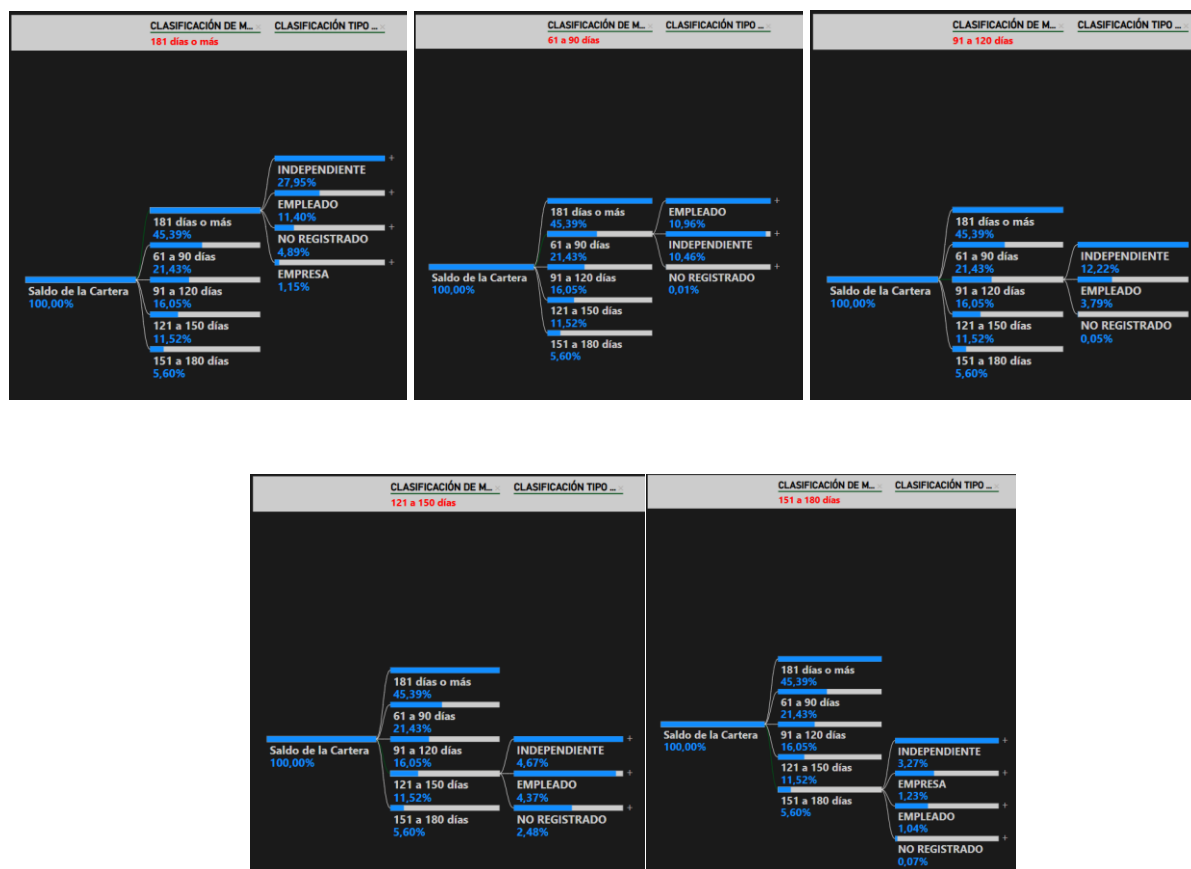 CLASIFICACIÓN DE M... CLASIFICACIÓN TIPO ...
181 días o más
INDEPENDIENTE
27,95%
EMPLEADO
11,40%
NO REGISTRADO
4,89%
EMPRESA
1,15%
181 días o más
45,39%
61 a 90 días
21,43%
91 a 120 días
16,05%
121 a 150 días
11,52%
151 a 180 días
5,60%
Saldo de la Cartera
100,00%
CLASIFICACIÓN DE M... CLASIFICACIÓN TIPO ...
61 a 90 días
EMPLEADO
10,96%
INDEPENDIENTE
10,46%
NO REGISTRADO
0,01%
181 días o más
45,39%
61 a 90 días
21,43%
91 a 120 días
16,05%
121 a 150 días
11,52%
151 a 180 días
5,60%
Saldo de la Cartera
100,00%
CLASIFICACIÓN DE M... CLASIFICACIÓN TIPO ...
91 a 120 días
181 días o más
45,39%
61 a 90 días
21,43%
91 a 120 días
16,05%
121 a 150 días
11,52%
151 a 180 días
5,60%
INDEPENDIENTE
12,22%
EMPLEADO
3,79%
NO REGISTRADO
0,05%
Saldo de la Cartera
100,00%
CLASIFICACIÓN DE M... CLASIFICACIÓN TIPO ...
121 a 150 días
181 días o más
45,39%
61 a 90 días
21,43%
91 a 120 días
16,05%
121 a 150 días
11,52%
151 a 180 días
5,60%
INDEPENDIENTE
4,67%
EMPLEADO
4,37%
NO REGISTRADO
2,48%
Saldo de la Cartera
100,00%
CLASIFICACIÓN DE M... CLASIFICACIÓN TIPO ...
151 a 180 días
181 días o más
45,39%
61 a 90 días
21,43%
91 a 120 días
16,05%
121 a 150 días
11,52%
151 a 180 días
5,60%
INDEPENDIENTE
3,27%
EMPRESA
1,23%
EMPLEADO
1,04%
NO REGISTRADO
0,07%
Saldo de la Cartera
100,00%